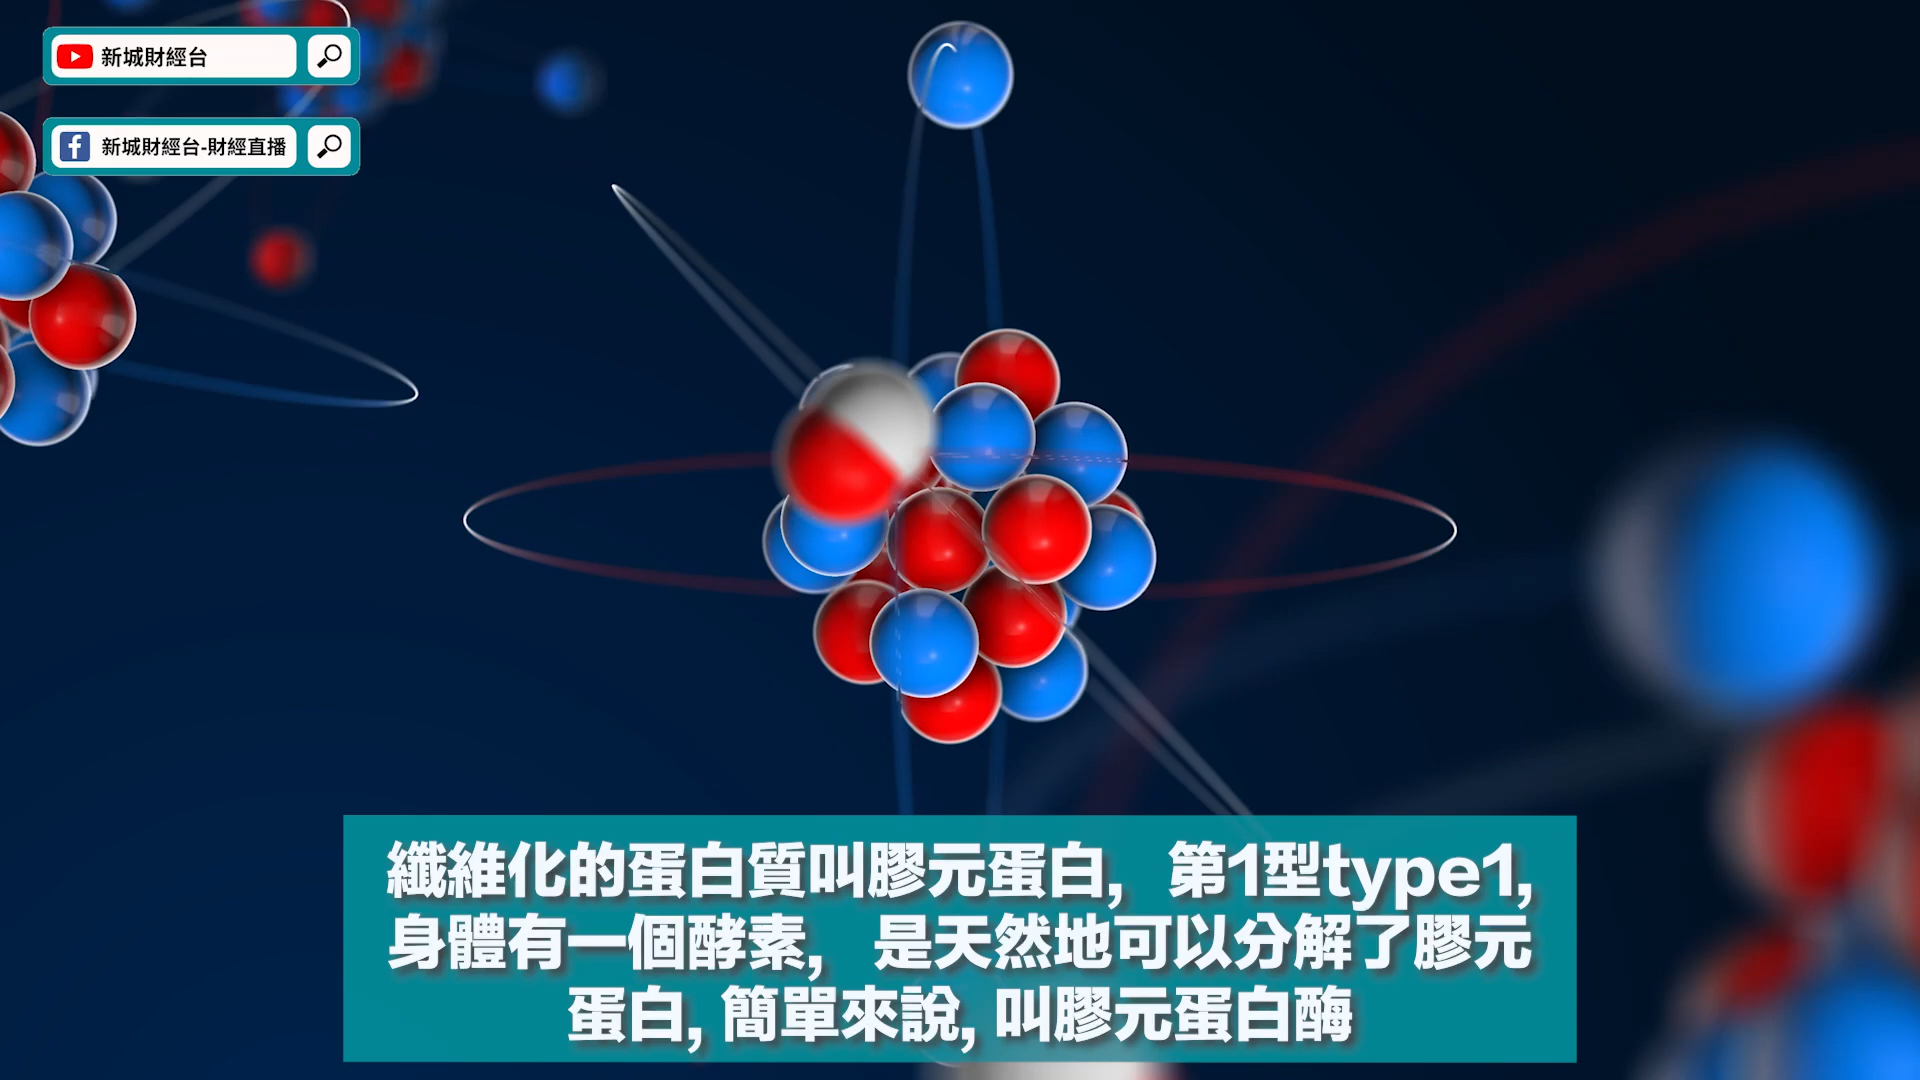 新城財經台
新城財經台-財經直播
纖維化的蛋白質叫膠元蛋白, 第1型type1,
身體有一個酵素, 是天然地可以分解了膠元
蛋白, 簡單來說, 叫膠元蛋白酶